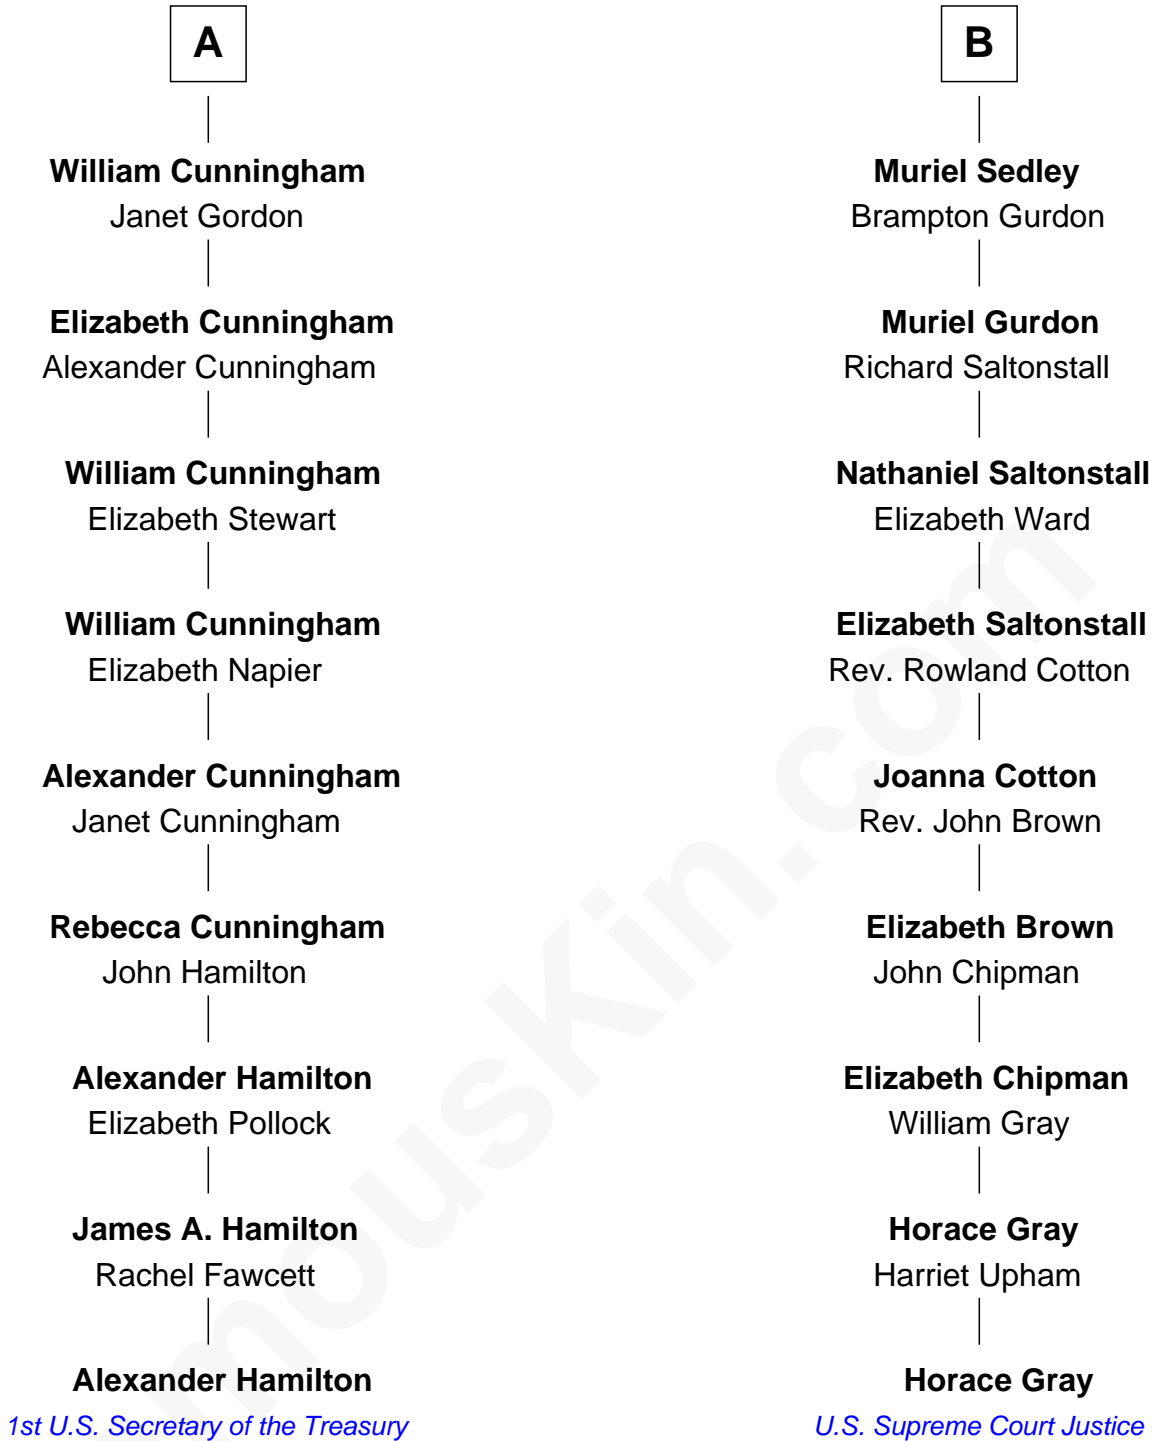 A
William Cunningham
Janet Gordon
Elizabeth Cunningham
Alexander Cunningham
William Cunningham
Elizabeth Stewart
William Cunningham
Elizabeth Napier
Alexander Cunningham
Janet Cunningham
Rebecca Cunningham
John Hamilton
Alexander Hamilton
Elizabeth Pollock
James A. Hamilton
Rachel Fawcett
Alexander Hamilton
1st U.S. Secretary of the Treasury
B
Muriel Sedley
Brampton Gurdon
Muriel Gurdon
Richard Saltonstall
Nathaniel Saltonstall
Elizabeth Ward
Elizabeth Saltonstall
Rev. Rowland Cotton
Joanna Cotton
Rev. John Brown
Elizabeth Brown
John Chipman
Elizabeth Chipman
William Gray
Horace Gray
Harriet Upham
Horace Gray
U.S. Supreme Court Justice
mousKin.com